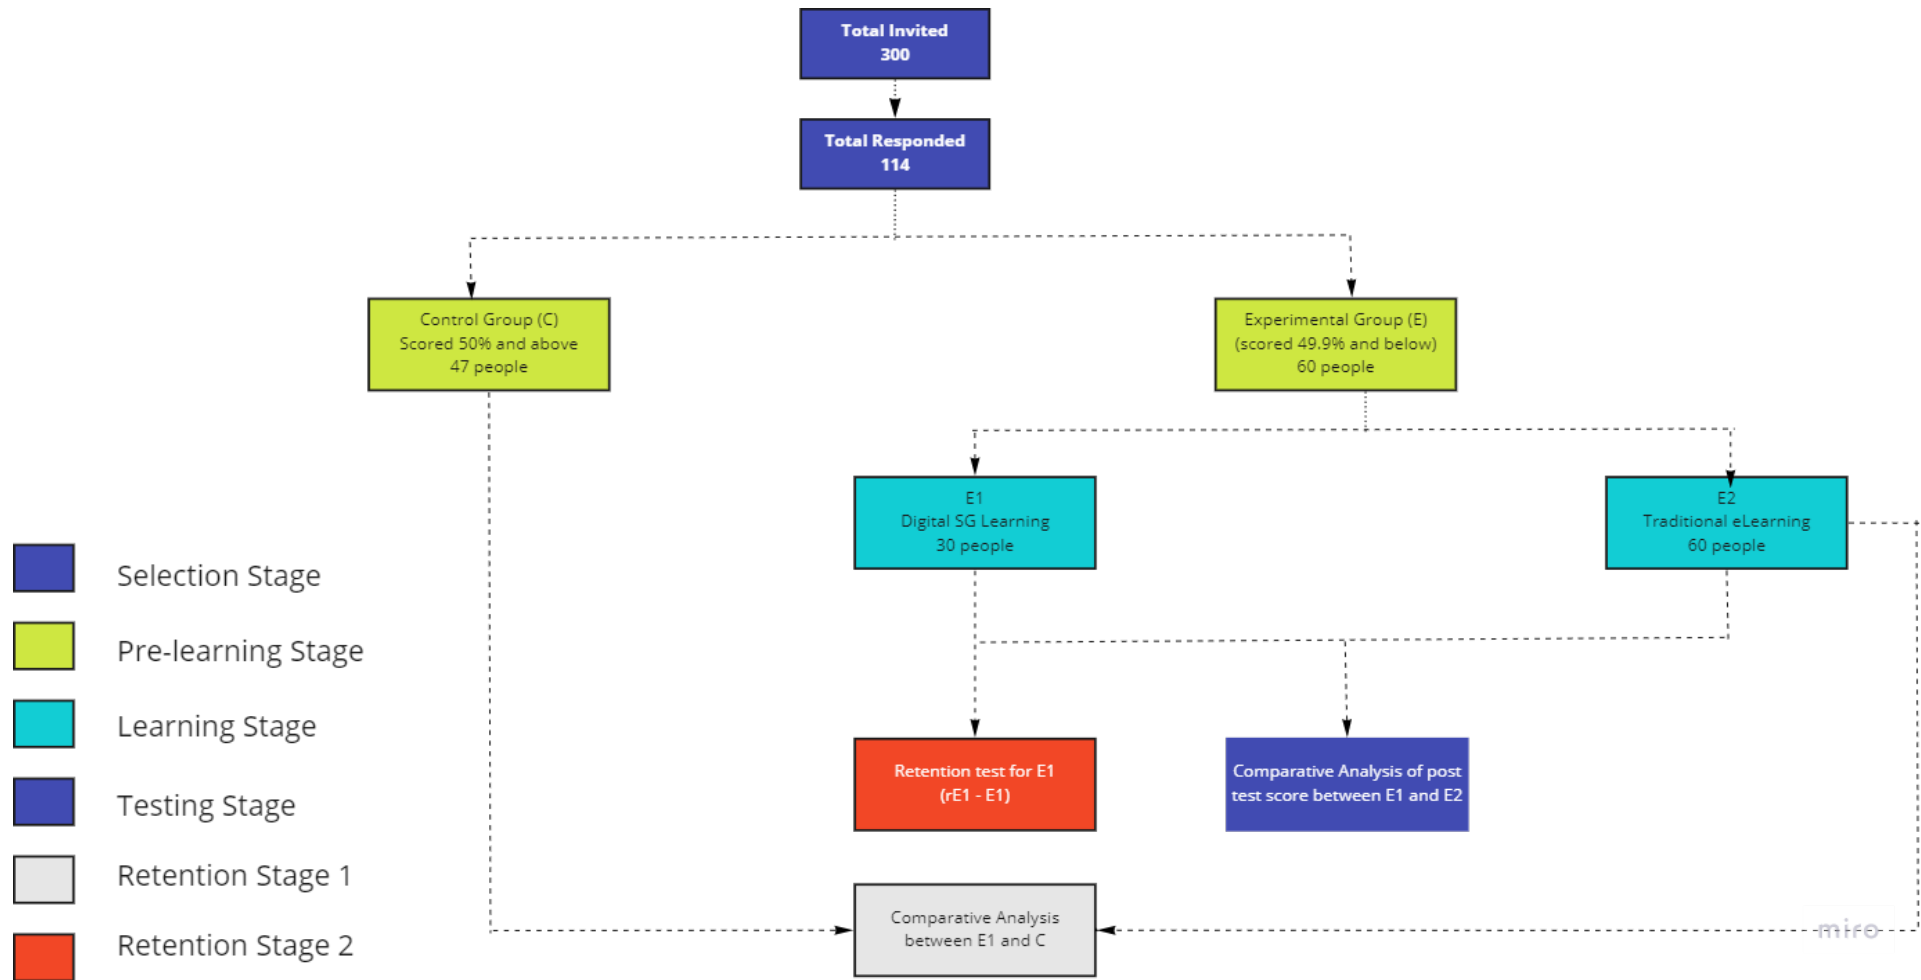 Total Invited
300
Total Responded
114
Control Group (C)
Scored 50% and above
47 people
Experimental Group (E)
(scored 49.9% and below)
60 people
E1
Digital SG Learning
30 people
E2
Traditional eLearning
60 people
Selection Stage
Pre-learning Stage
Learning Stage
Testing Stage
Retention Stage 1
Retention Stage 2
Retention test for E1
(rE1 - E1)
Comparative Analysis of post
test score between E1 and E2
Comparative Analysis
between E1 and C
miro